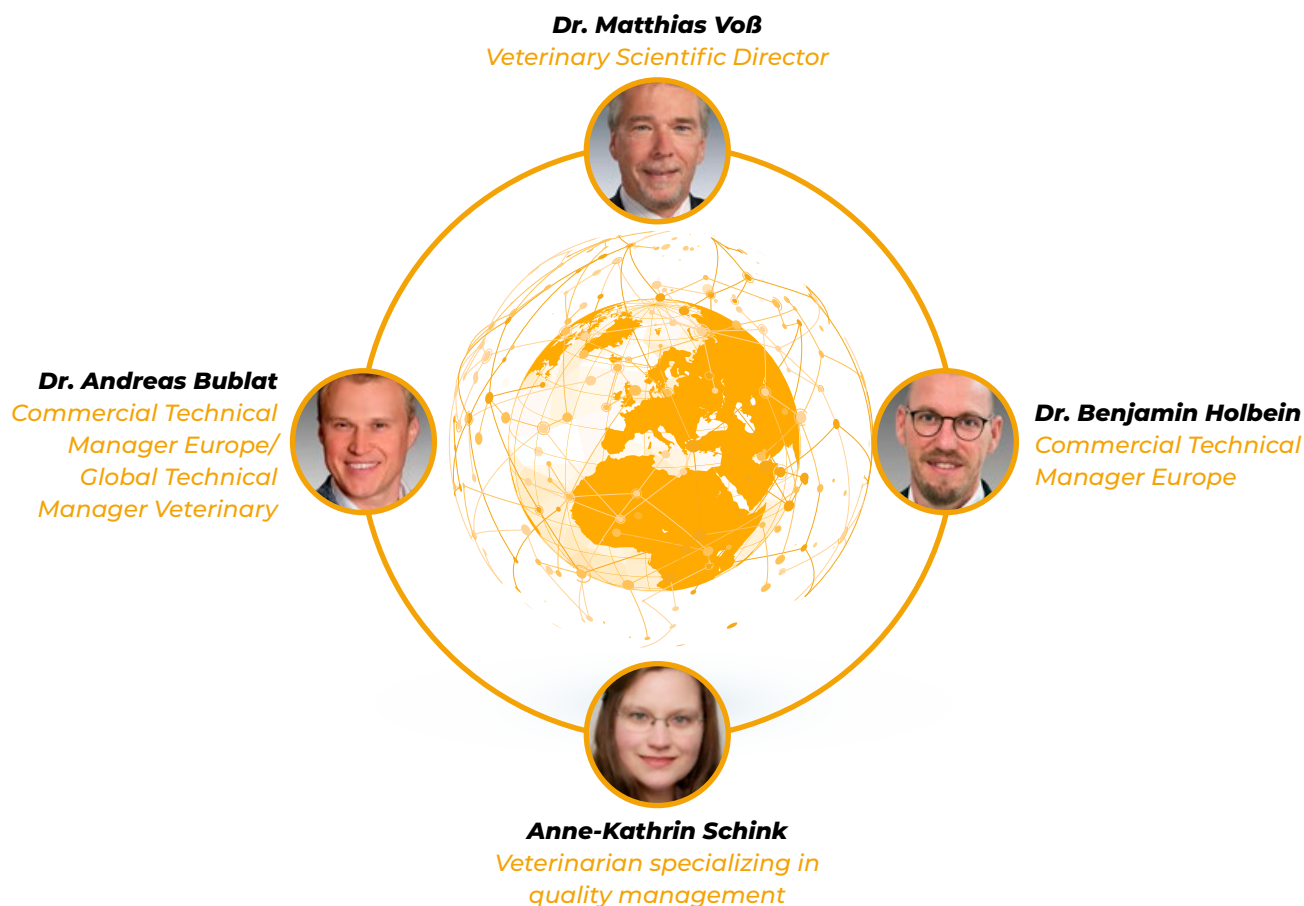 Dr. Matthias Voß
Veterinary Scientific Director
Dr. Andreas Bublat
Commercial Technical
Manager Europe/
Global Technical
Manager Veterinary
Dr. Benjamin Holbein
Commercial Technical
Manager Europe
Anne-Kathrin Schink
Veterinarian specializing in
quality management